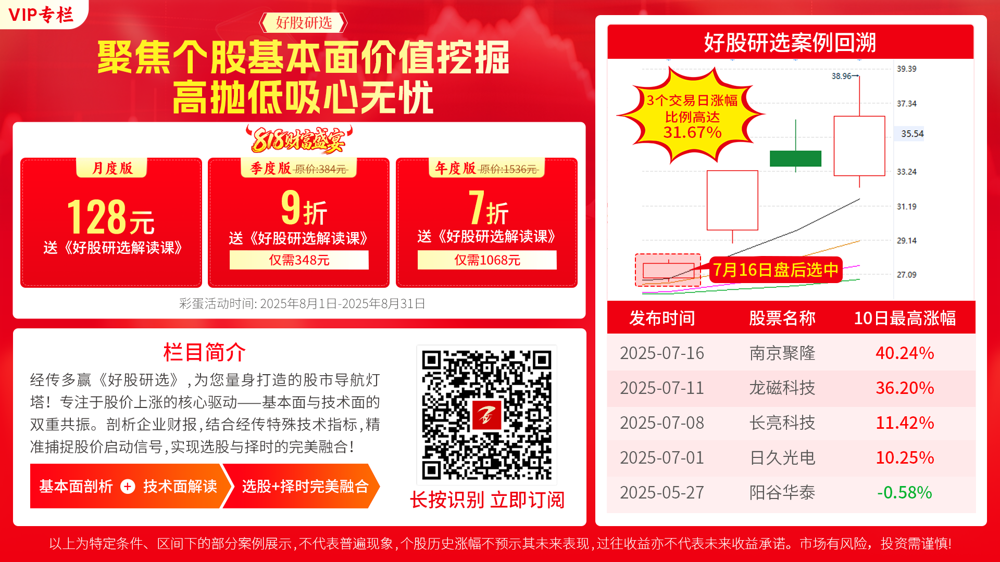 VIP专栏
好股研选
聚焦个股基本面价值挖掘
高抛低吸心无忧
818财富盛宴
月度版
128元
送《好股研选解读课》
季度版 原价:384元
9折
送《好股研选解读课》
仅需348元
年度版 原价:1536元
7折
送《好股研选解读课》
仅需1068元
彩蛋活动时间: 2025年8月1日-2025年8月31日
栏目简介
经传多赢《好股研选》,为您量身打造的股市导航灯
塔！专注于股价上涨的核心驱动——基本面与技术面的
双重共振。剖析企业财报,结合经传特殊技术指标,精
准捕捉股价启动信号,实现选股与择时的完美融合!
基本面剖析 + 技术面解读
选股+择时完美融合
长按识别 立即订阅
好股研选案例回溯
3个交易日涨幅
比例高达
31.67%
38.96
39.39
37.34
35.54
33.24
31.19
29.14
27.09
7月16日盘后选中
发布时间 股票名称 10日最高涨幅
2025-07-16 南京聚隆 40.24%
2025-07-11 龙磁科技 36.20%
2025-07-08 长亮科技 11.42%
2025-07-01 日久光电 10.25%
2025-05-27 阳谷华泰 -0.58%
以上为特定条件、区间下的部分案例展示,不代表普遍现象,个股历史涨幅不预示其未来表现,过往收益亦不代表未来收益承诺。市场有风险，投资需谨慎!